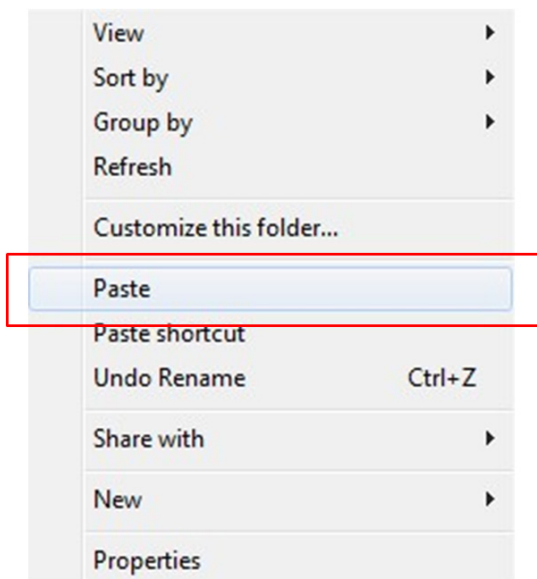 View
Sort by
Group by
Refresh
Customize this folder...
Paste
Paste shortcut
Undo Rename Ctrl+Z
Share with
New
Properties